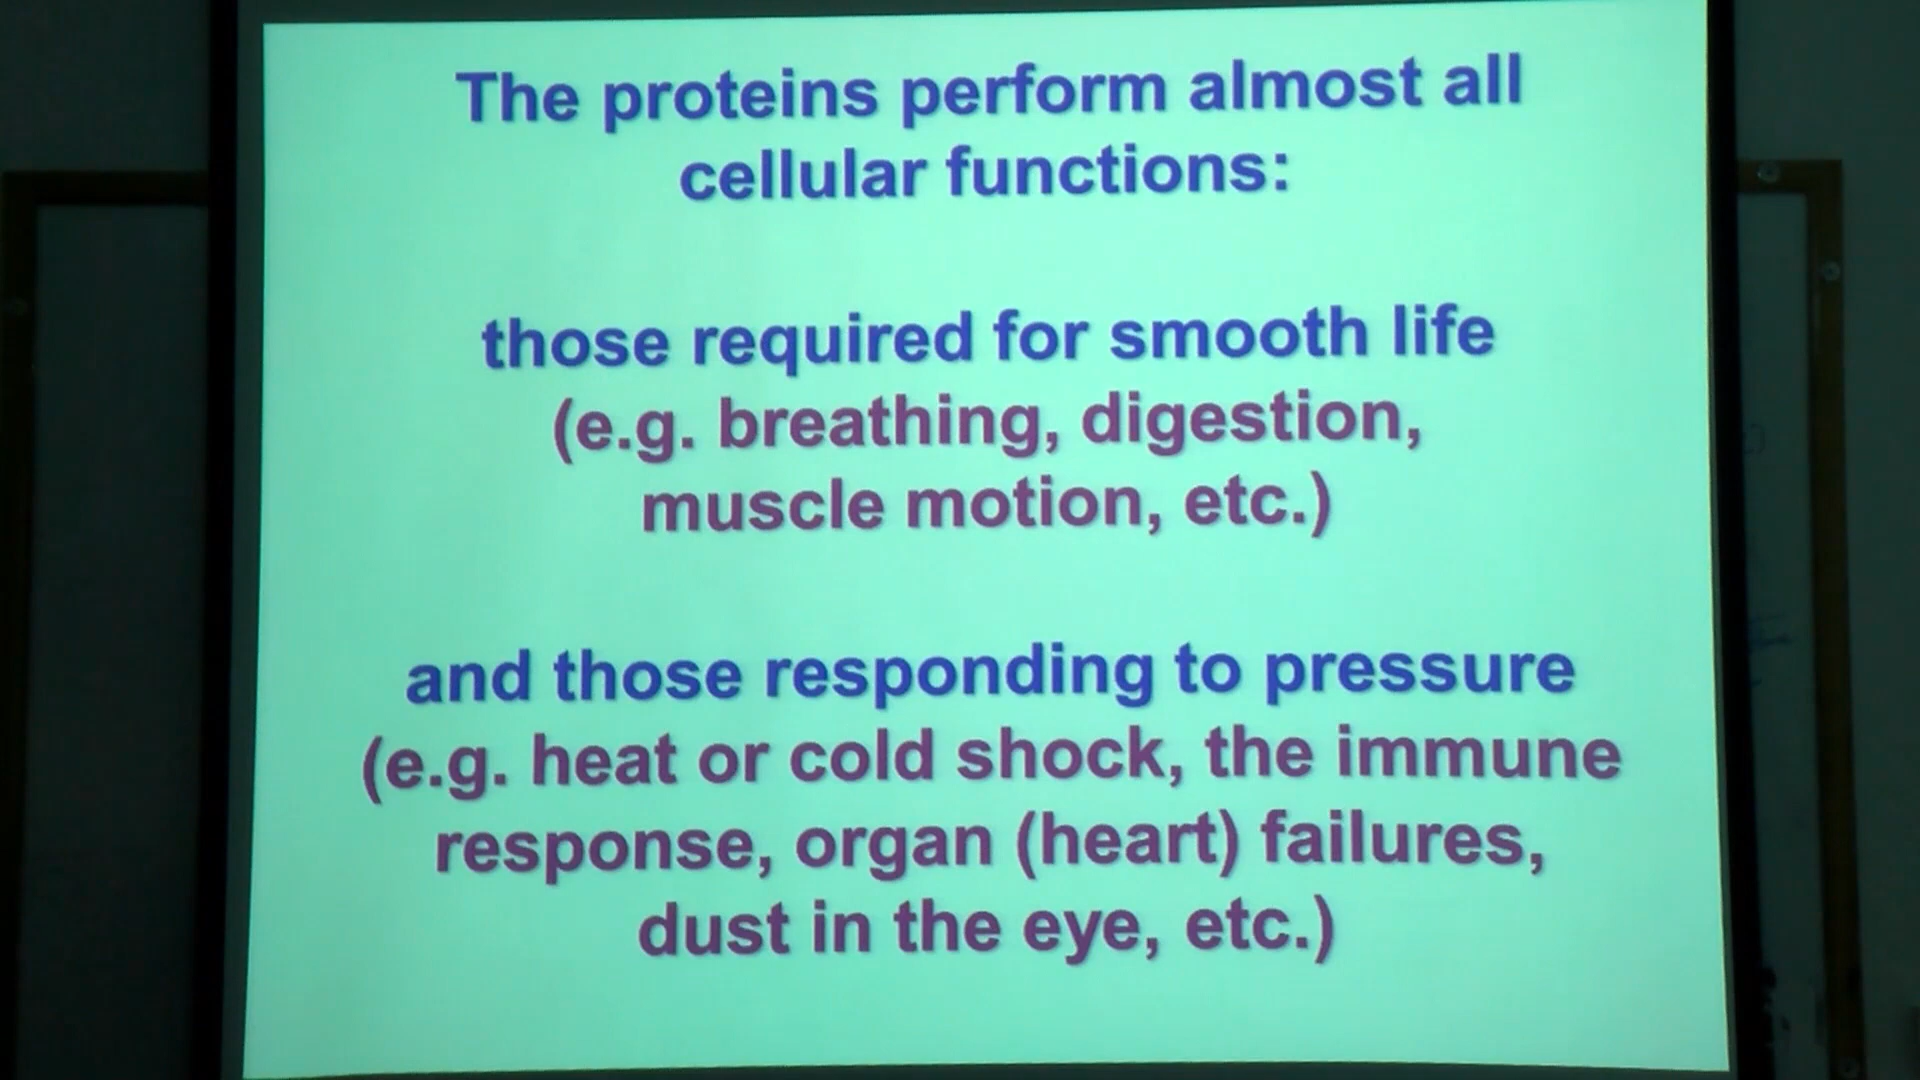 The proteins perform almost all
cellular functions:
those required for smooth life
(e.g. breathing, digestion,
muscle motion, etc.)
and those responding to pressure
(e.g. heat or cold shock, the immune
response, organ (heart) failures,
dust in the eye, etc.)